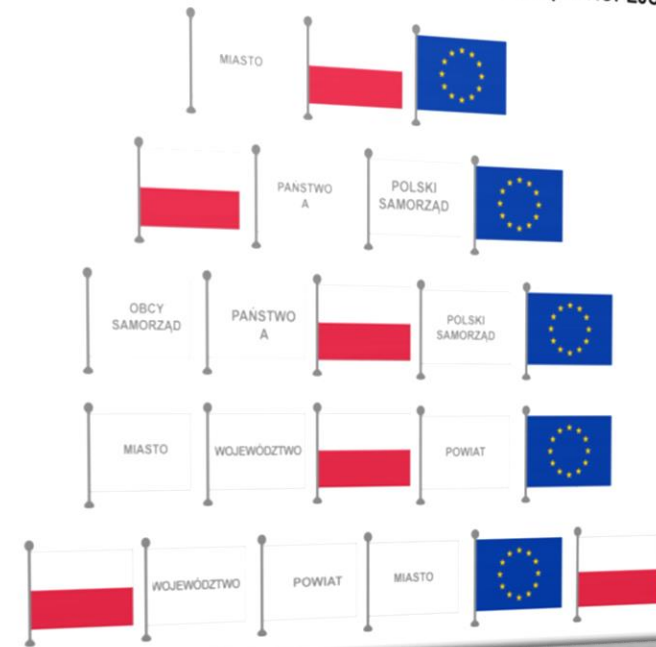 MIASTO
PAŃSTWO
A
POLSKI
SAMORZĄD
OBCY
SAMORZĄD
PAŃSTWO
A
POLSKI
SAMORZĄD
MIASTO
WOJEWÓDZTWO
POWIAT
WOJEWÓDZTWO
POWIAT
MIASTO